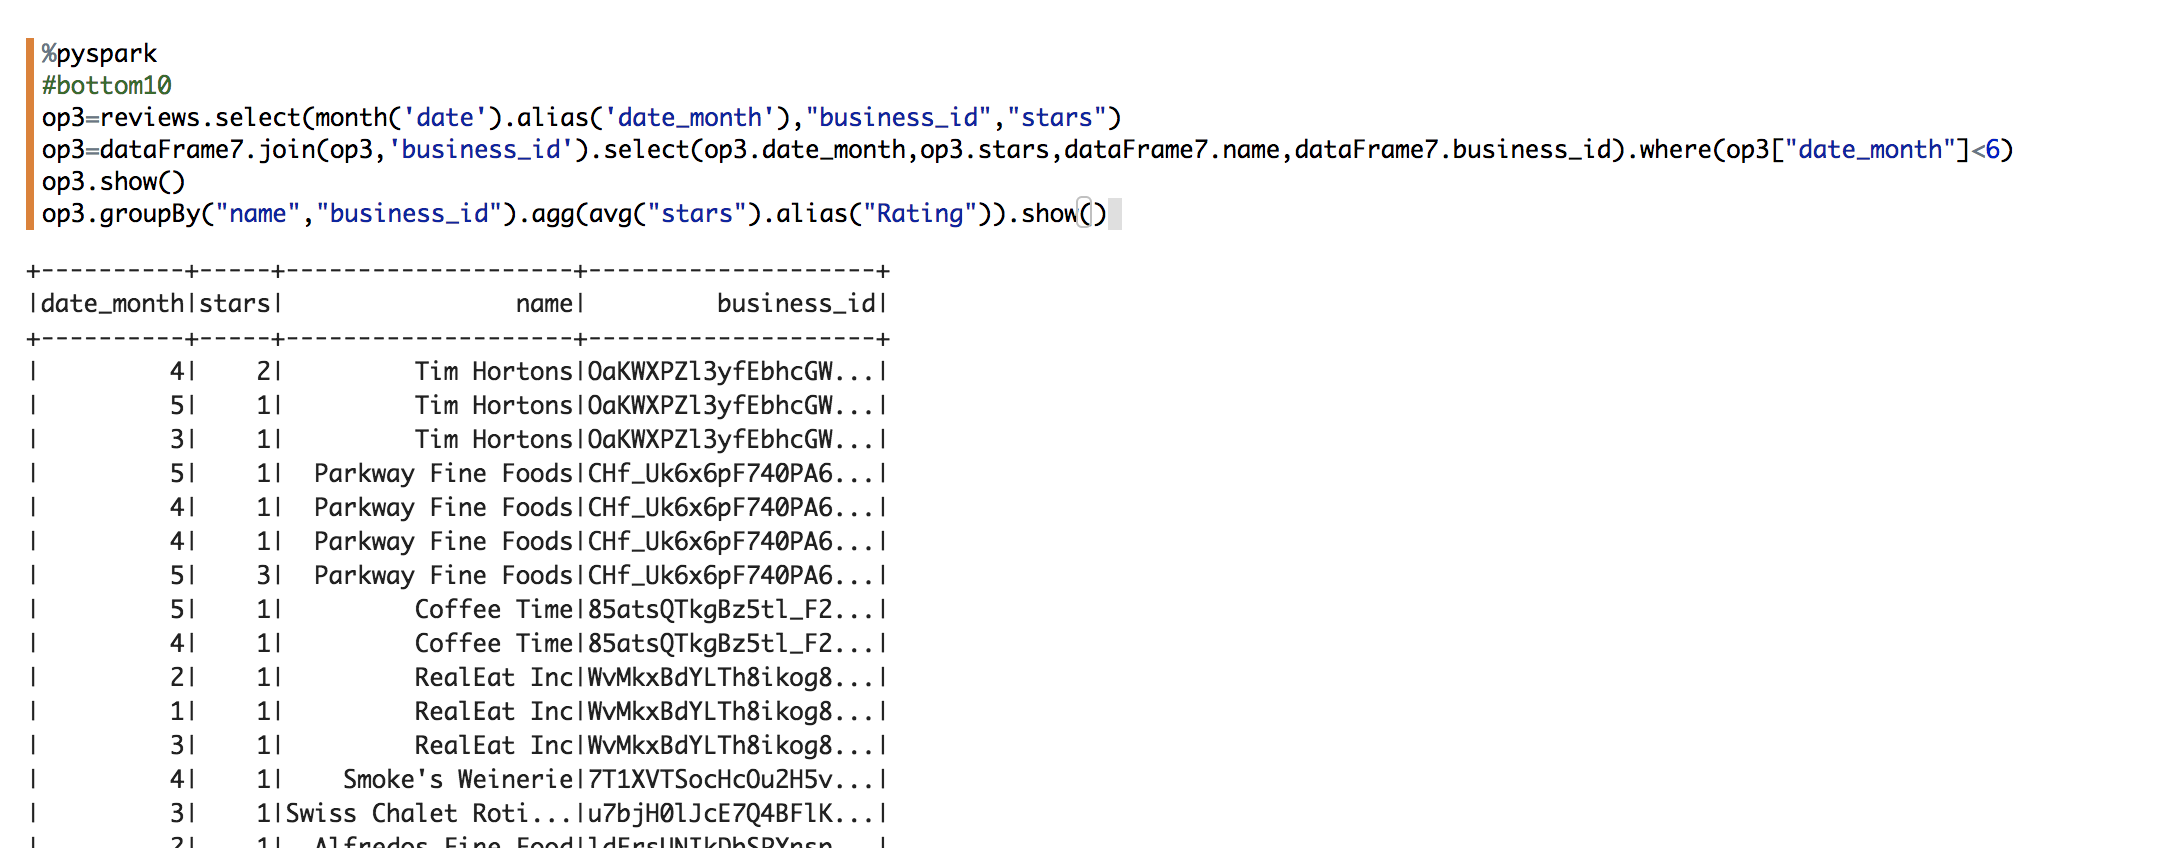 %pyspark
#bottom10
op3=reviews.select(month('date').alias('date_month'),"business_id","stars")
op3=dataFrame7.join(op3,'business_id').select(op3.date_month,op3.stars,dataFrame7.name,dataFrame7.business_id).where(op3["date_month"]<6)
op3.show()
op3.groupBy("name","business_id").agg(avg("stars").alias("Rating")).show()
+----------+-----+--------------------+--------------------+
|date_month|stars|                name|         business_id|
+----------+-----+--------------------+--------------------+
|         4|    2|         Tim Hortons|OaKWXPZl3yfEbhcGW...|
|         5|    1|         Tim Hortons|OaKWXPZl3yfEbhcGW...|
|         3|    1|         Tim Hortons|OaKWXPZl3yfEbhcGW...|
|         5|    1|  Parkway Fine Foods|CHf_Uk6x6pF740PA6...|
|         4|    1|  Parkway Fine Foods|CHf_Uk6x6pF740PA6...|
|         4|    1|  Parkway Fine Foods|CHf_Uk6x6pF740PA6...|
|         5|    3|  Parkway Fine Foods|CHf_Uk6x6pF740PA6...|
|         5|    1|         Coffee Time|85atsQTkgBz5tl_F2...|
|         4|    1|         Coffee Time|85atsQTkgBz5tl_F2...|
|         2|    1|         RealEat Inc|WvMkxBdYLTh8ikog8...|
|         1|    1|         RealEat Inc|WvMkxBdYLTh8ikog8...|
|         3|    1|         RealEat Inc|WvMkxBdYLTh8ikog8...|
|         4|    1|    Smoke's Weinerie|7T1XVTSocHcOu2H5v...|
|         3|    1|Swiss Chalet Roti...|u7bjH0lJcE7Q4BFlK...|
|         2|    1|  Alfredos Fine Food|